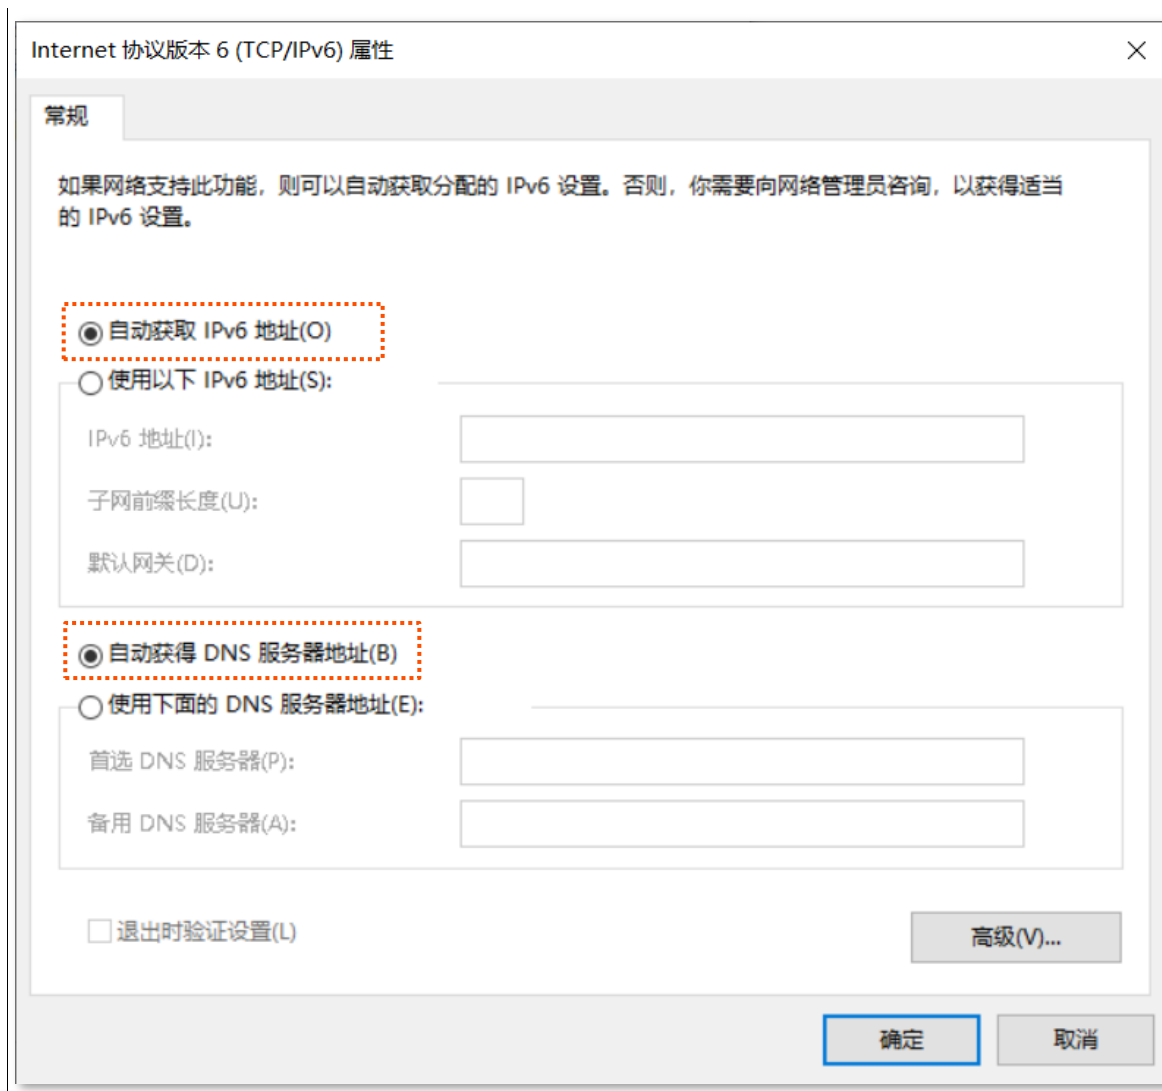 Internet 协议版本 6 (TCP/IPv6) 属性
常规
如果网络支持此功能，则可以自动获取分配的 IPv6 设置。否则，你需要向网络管理员咨询，以获得适当
的 IPv6 设置。
自动获取 IPv6 地址(O)
使用以下 IPv6 地址(S):
IPv6 地址(I):
子网前缀长度(U):
默认网关(D):
自动获得 DNS 服务器地址(B)
使用下面的 DNS 服务器地址(E):
首选 DNS 服务器(P):
备用 DNS 服务器(A):
退出时验证设置(L)
高级(V)...
确定
取消